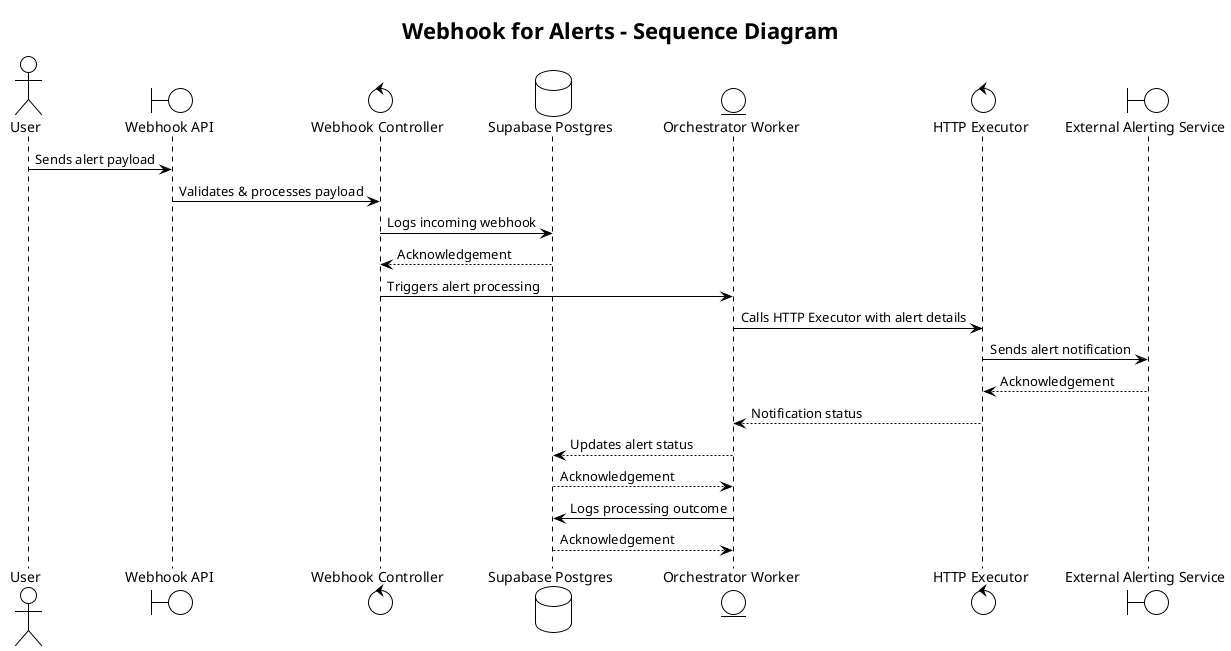 Webhook for Alerts - Sequence Diagram
User
Webhook API
Webhook Controller
Supabase Postgres
Orchestrator Worker
HTTP Executor
External Alerting Service
Sends alert payload
Validates & processes payload
Logs incoming webhook
Acknowledgement
Triggers alert processing
Calls HTTP Executor with alert details
Sends alert notification
Acknowledgement
Notification status
Updates alert status
Acknowledgement
Logs processing outcome
Acknowledgement
User
Webhook API
Webhook Controller
Supabase Postgres
Orchestrator Worker
HTTP Executor
External Alerting Service